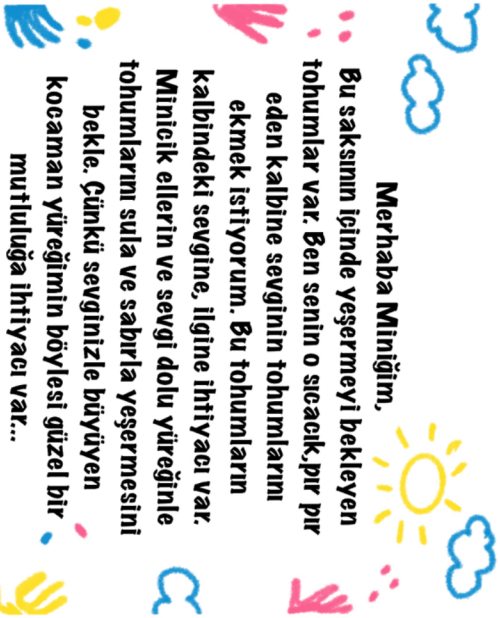 Merhaba Miniğim,
Bu saksının içinde yeşermeyi bekleyen
tohumlar var. Ben senin o sıcacık,pır pır
eden kalbine sevginin tohumlarını
ekmek istiyorum. Bu tohumların
kalbindeki sevgine, ilgine ihtiyacı var.
Minicik ellerin ve sevgi dolu yüreğinle
tohumlarını sula ve sabırla yeşermesini
bekle. Çünkü sevginizle büyüyen
kocaman yüreğimin böylesi güzel bir
mutluluğa ihtiyacı var...